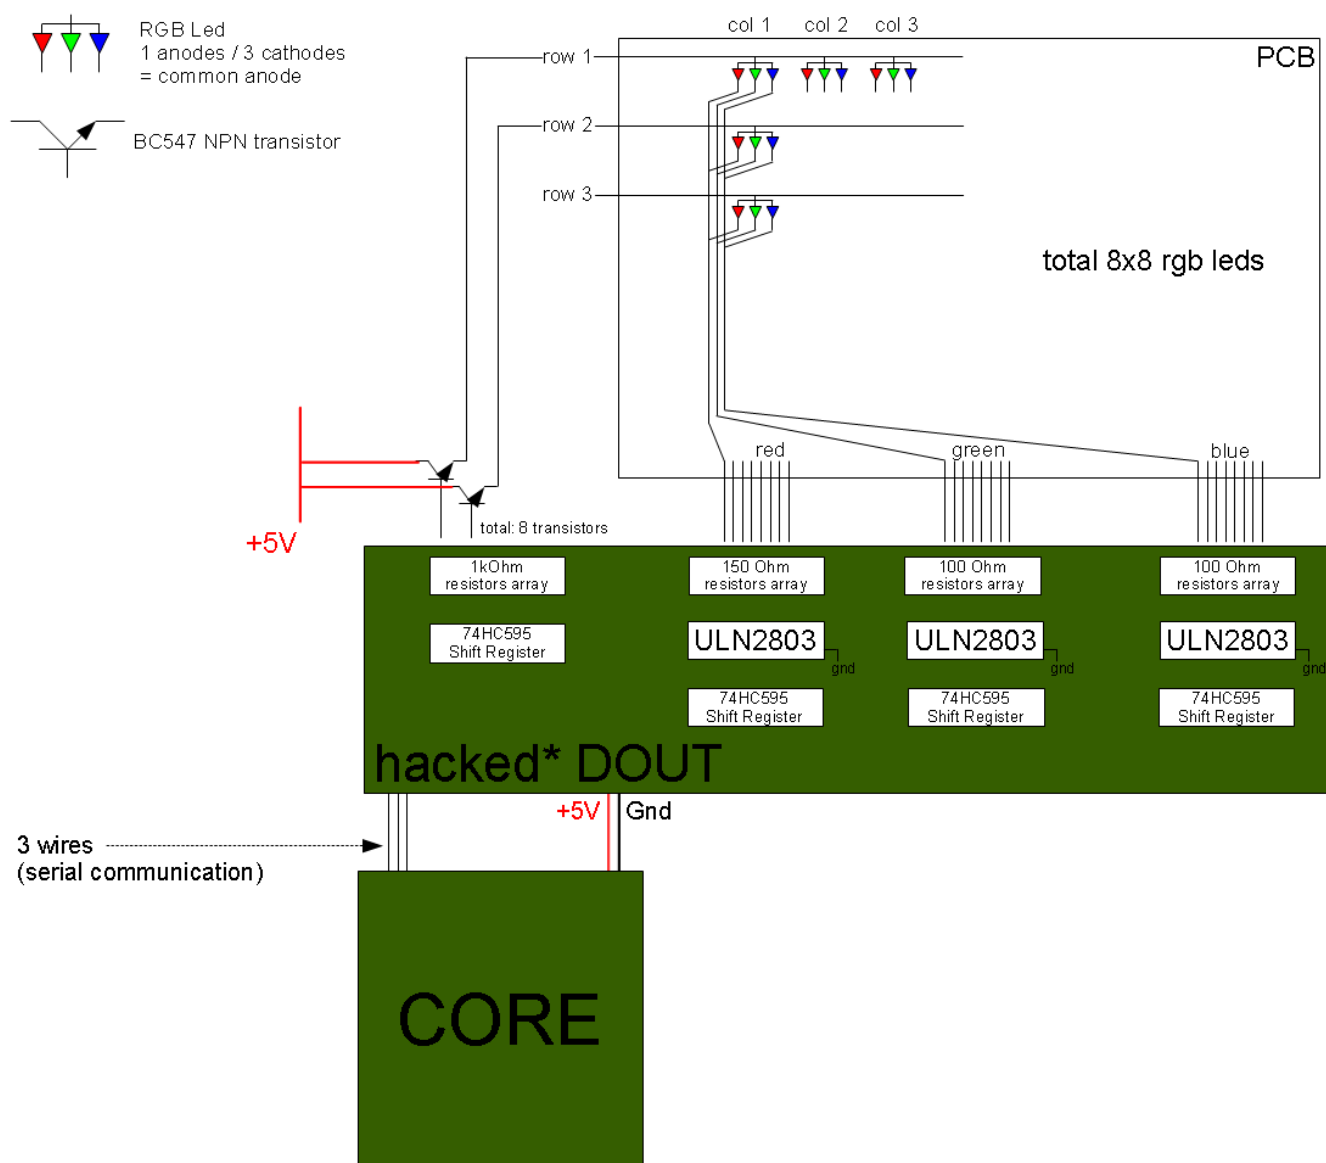 RGB Led
1 anodes / 3 cathodes
= common anode
BC547 NPN transistor
col 1
col 2
col 3
PCB
row 1
row 2
row 3
total 8x8 rgb leds
red
green
blue
+5V
total: 8 transistors
1kOhm
resistors array
150 Ohm
resistors array
100 Ohm
resistors array
100 Ohm
resistors array
74HC595
Shift Register
ULN2803
gnd
ULN2803
gnd
ULN2803
gnd
74HC595
Shift Register
74HC595
Shift Register
74HC595
Shift Register
hacked* DOUT
+5V
Gnd
3 wires
(serial communication)
CORE